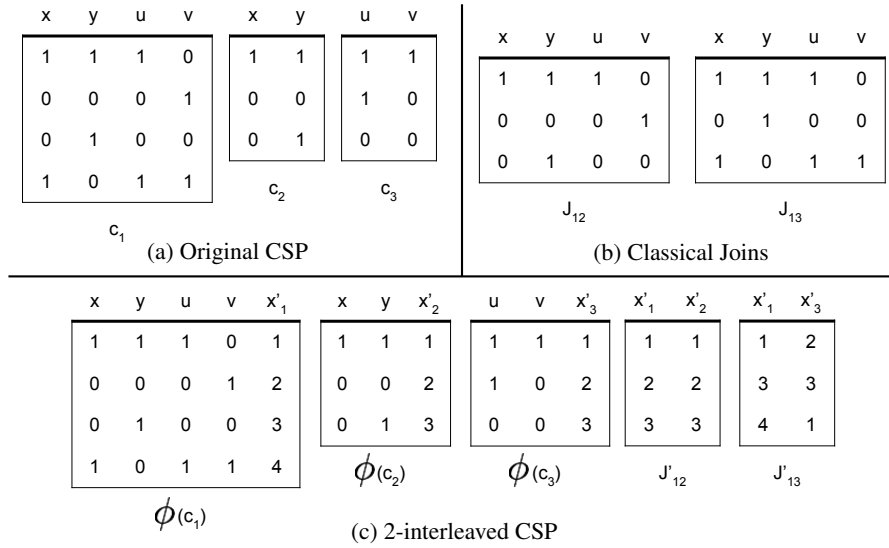 x y u v
1 1 1 0
0 0 0 1
0 1 0 0
1 0 1 1
c1
x y
1 1
0 0
0 1
c2
u v
1 1
1 0
0 0
c3
(a) Original CSP
x y u v
1 1 1 0
0 0 0 1
0 1 0 0
J12
x y u v
1 1 1 0
0 1 0 0
1 0 1 1
J13
(b) Classical Joins
x y u v x'1
1 1 1 0 1
0 0 0 1 2
0 1 0 0 3
1 0 1 1 4
ϕ(c1)
x y x'2
1 1 1
0 0 2
0 1 3
ϕ(c2)
u v x'3
1 1 1
1 0 2
0 0 3
ϕ(c3)
x'1 x'2
1 1
2 2
3 3
J'12
x'1 x'3
1 2
3 3
4 1
J'13
(c) 2-interleaved CSP